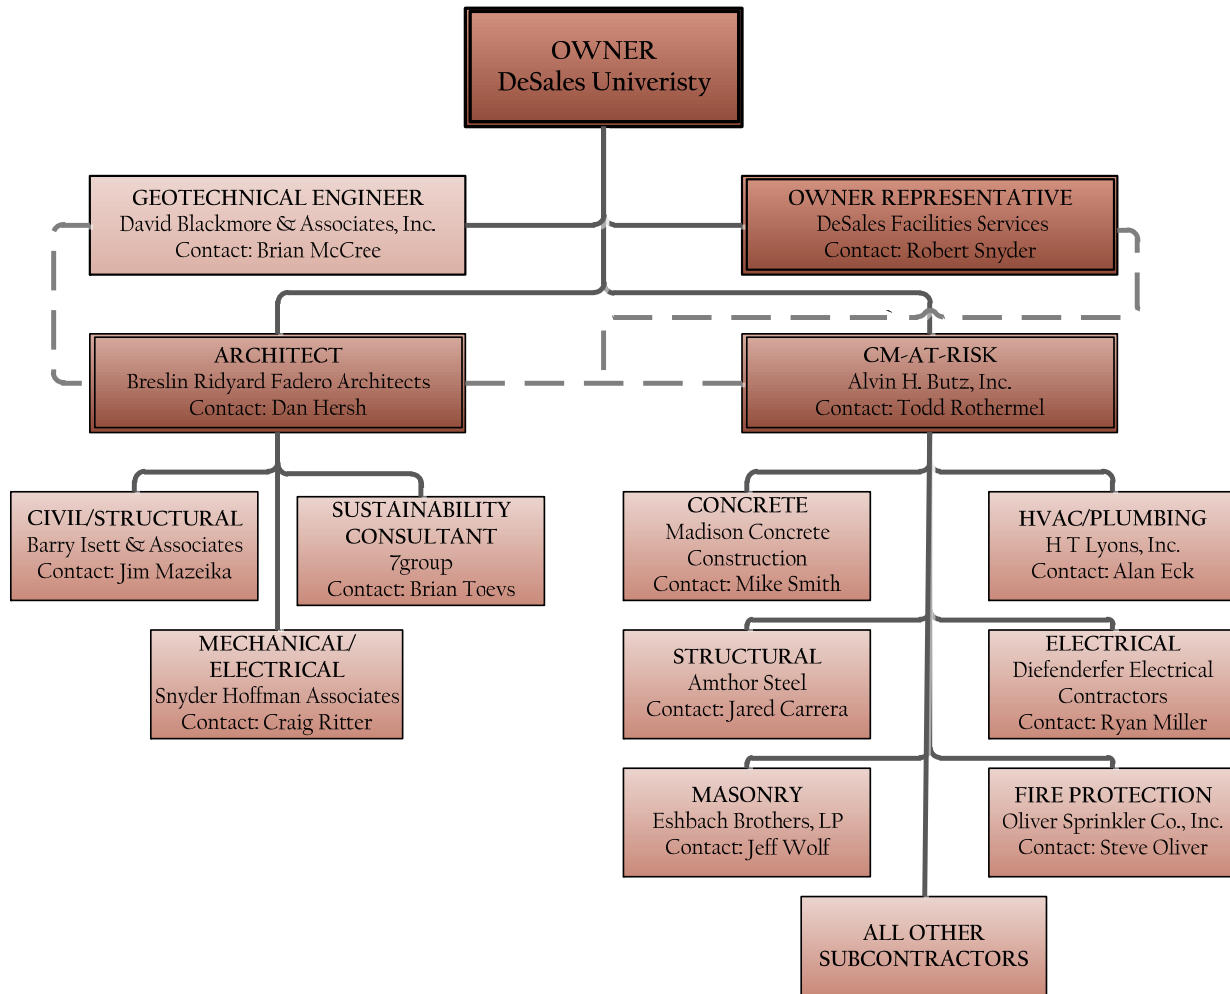 OWNER
DeSales Univeristy
GEOTECHNICAL ENGINEER
David Blackmore & Associates, Inc.
Contact: Brian McCree
OWNER REPRESENTATIVE
DeSales Facilities Services
Contact: Robert Snyder
ARCHITECT
Breslin Ridyard Fadero Architects
Contact: Dan Hersh
CM-AT-RISK
Alvin H. Butz, Inc.
Contact: Todd Rothermel
CIVIL/STRUCTURAL
Barry Isett & Associates
Contact: Jim Mazeika
SUSTAINABILITY
CONSULTANT
7group
Contact: Brian Toevs
MECHANICAL/
ELECTRICAL
Snyder Hoffman Associates
Contact: Craig Ritter
CONCRETE
Madison Concrete
Construction
Contact: Mike Smith
HVAC/PLUMBING
H T Lyons, Inc.
Contact: Alan Eck
STRUCTURAL
Amthor Steel
Contact: Jared Carrera
ELECTRICAL
Diefenderfer Electrical
Contractors
Contact: Ryan Miller
MASONRY
Eshbach Brothers, LP
Contact: Jeff Wolf
FIRE PROTECTION
Oliver Sprinkler Co., Inc.
Contact: Steve Oliver
ALL OTHER
SUBCONTRACTORS